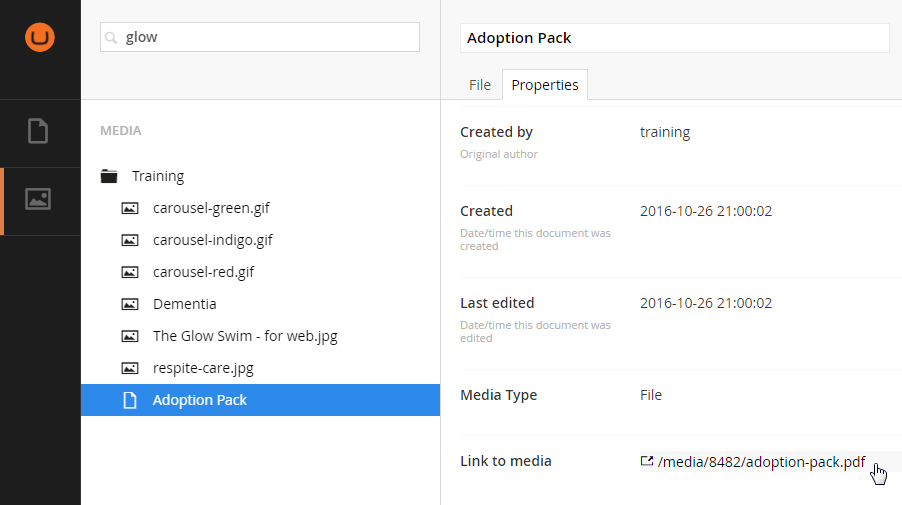 glow
MEDIA
Training
carousel-green.gif
carousel-indigo.gif
carousel-red.gif
Dementia
The Glow Swim - for web.jpg
respite-care.jpg
Adoption Pack
Adoption Pack
File Properties
Created by training
Original author
Created 2016-10-26 21:00:02
Date/time this document was
created
Last edited 2016-10-26 21:00:02
Date/time this document was
edited
Media Type File
Link to media /media/8482/adoption-pack.pdf